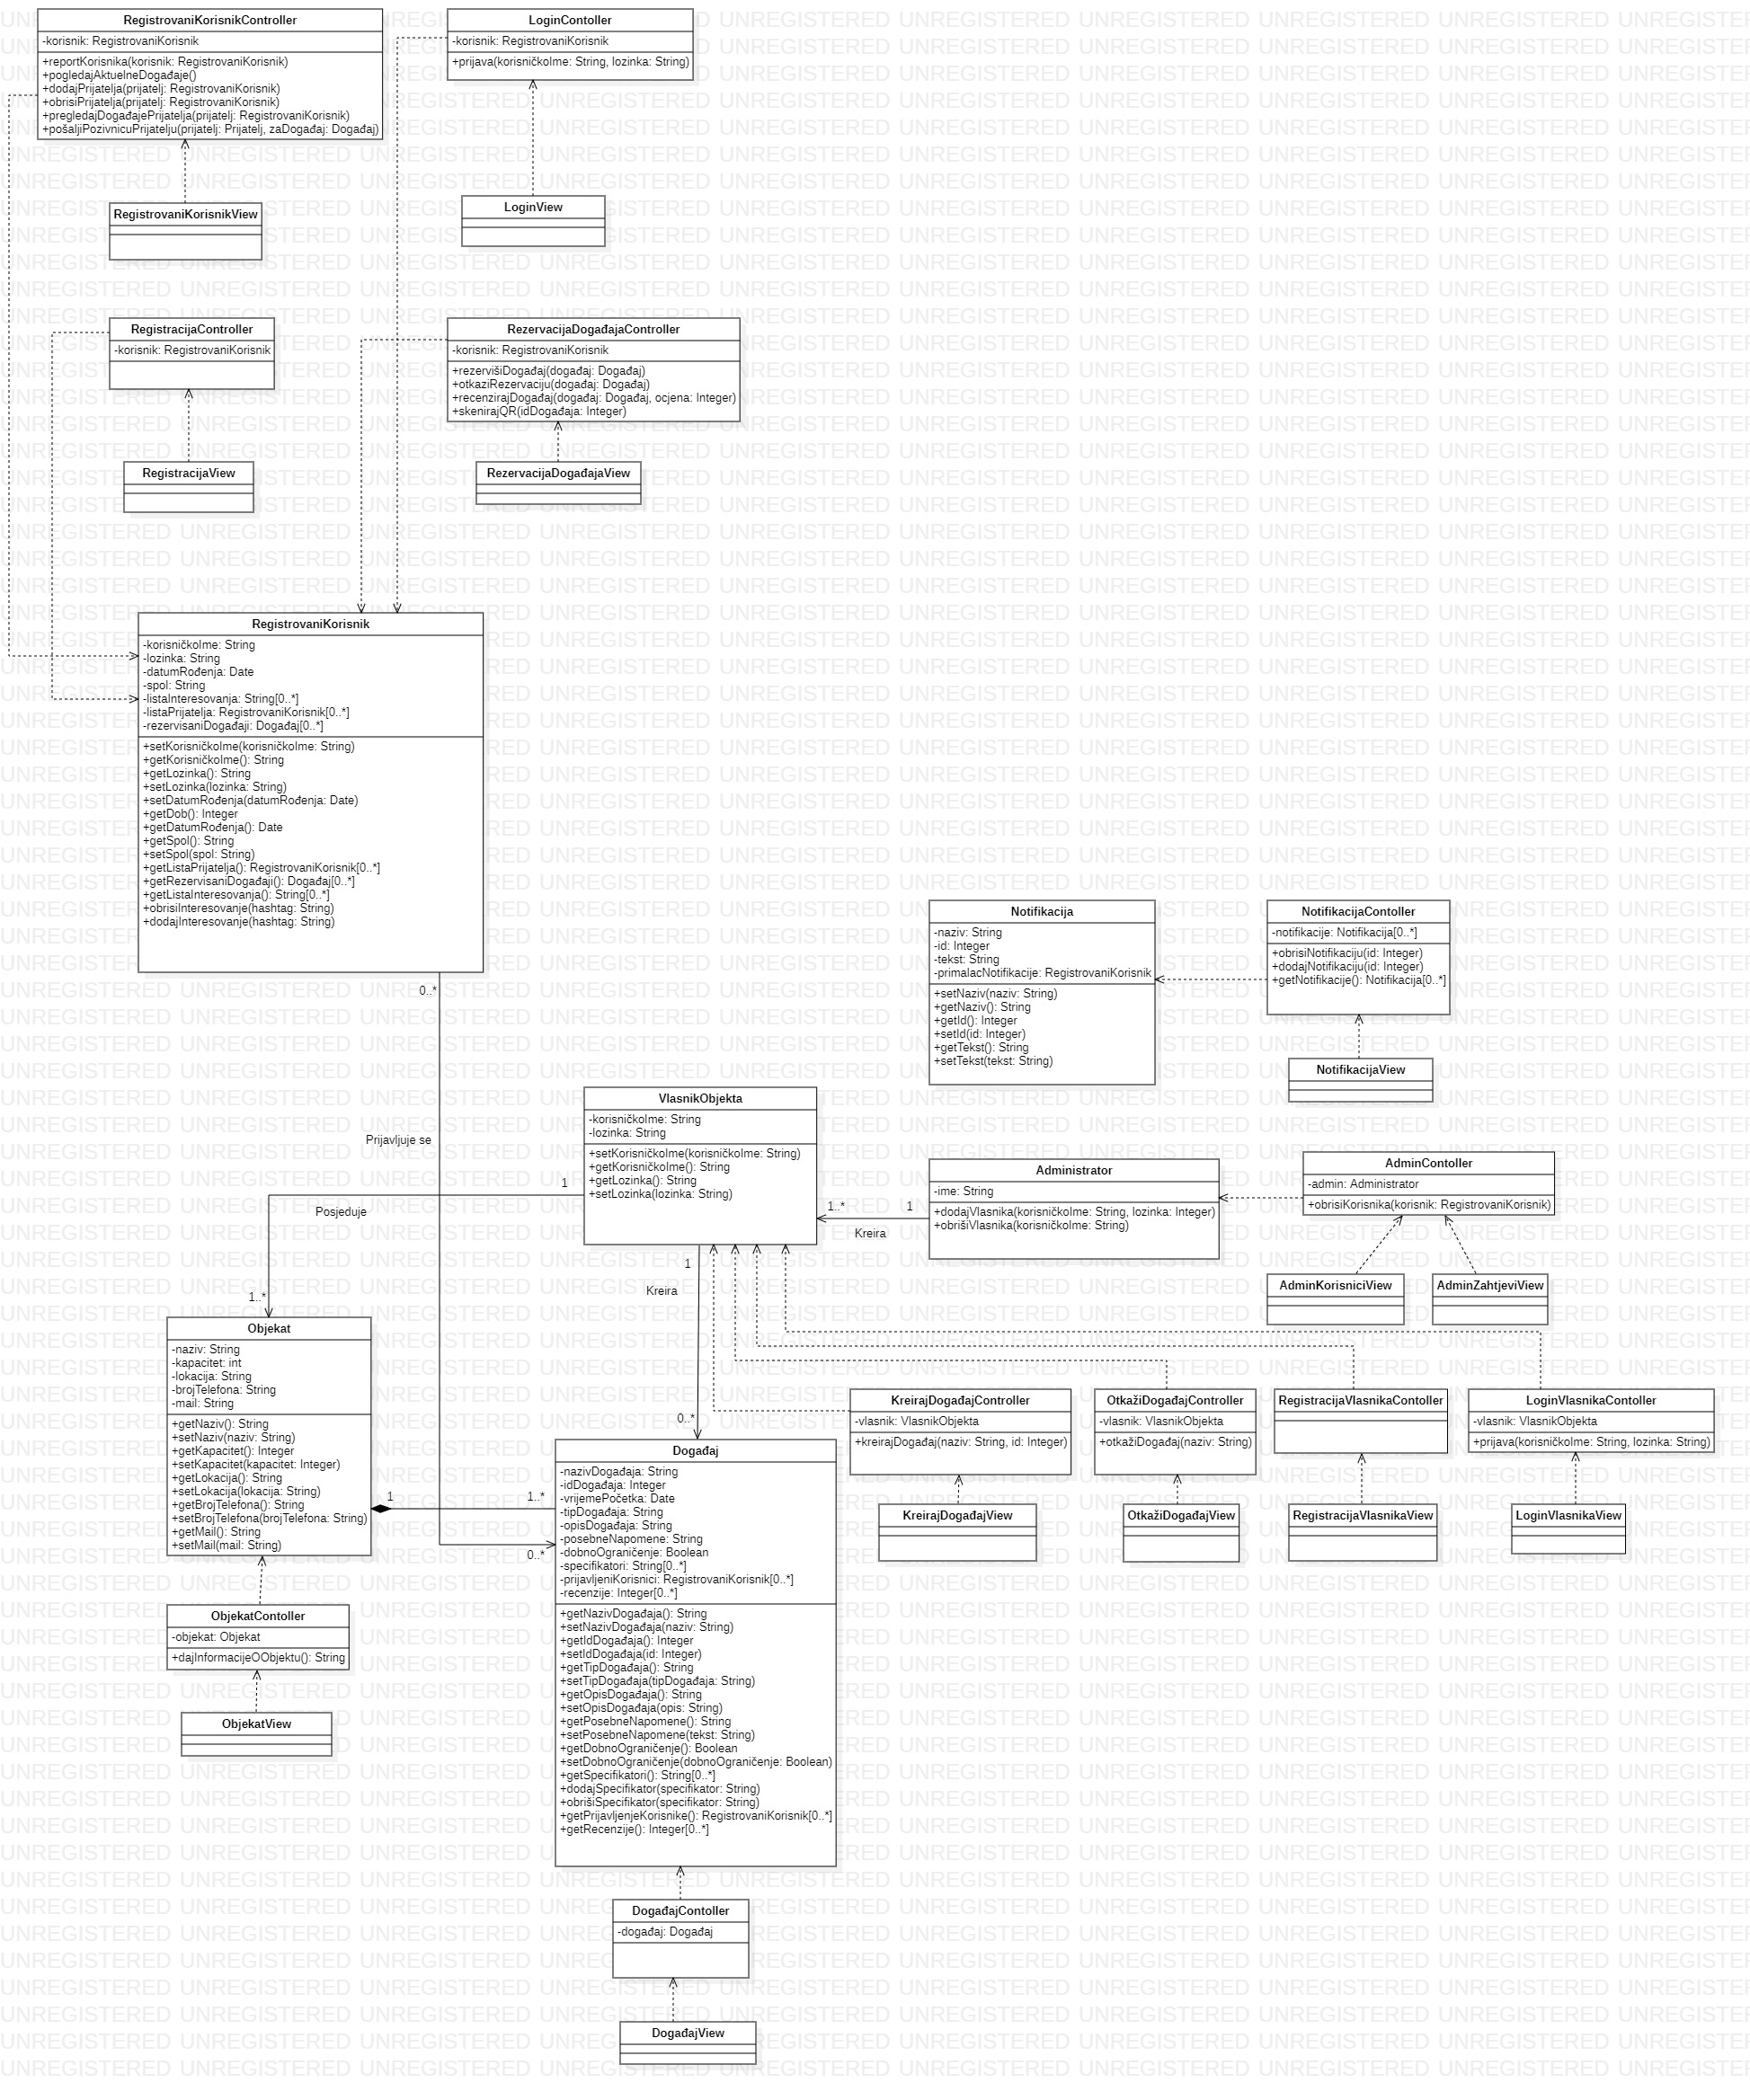 RegistrovaniKorisnikController
-korisnik: RegistrovaniKorisnik
+reportKorisnika(korisnik: RegistrovaniKorisnik)
+pogledajAktuelneDogađaje()
+dodajPrijatelja(prijatelj: RegistrovaniKorisnik)
+obrisiPrijatelja(prijatelj: RegistrovaniKorisnik)
+pregledajDogađajePrijatelja(prijatelj: RegistrovaniKorisnik)
+pošaljiPozivnicuPrijatelju(prijatelj: Prijatelj, zaDogađaj: Događaj)
LoginContoller
-korisnik: RegistrovaniKorisnik
+prijava(korisničkoIme: String, lozinka: String)
RegistrovaniKorisnikView
LoginView
RegistracijaController
-korisnik: RegistrovaniKorisnik
RezervacijaDogađajaController
-korisnik: RegistrovaniKorisnik
+rezervišiDogađaj(događaj: Događaj)
+otkaziRezervaciju(događaj: Događaj)
+recenzirajDogađaj(događaj: Događaj, ocjena: Integer)
+skenirajQR(idDogađaja: Integer)
RegistracijaView
RezervacijaDogađajaView
RegistrovaniKorisnik
-korisničkoIme: String
-lozinka: String
-datumRođenja: Date
-spol: String
-listaInteresovanja: String[0..*]
-listaPrijatelja: RegistrovaniKorisnik[0..*]
-rezervisaniDogađaji: Događaj[0..*]
+setKorisničkoIme(korisničkoIme: String)
+getKorisničkoIme(): String
+getLozinka(): String
+setLozinka(lozinka: String)
+setDatumRođenja(datumRođenja: Date)
+getDob(): Integer
+getDatumRođenja(): Date
+getSpol(): String
+setSpol(spol: String)
+getListaPrijatelja(): RegistrovaniKorisnik[0..*]
+getRezervisaniDogađaji(): Događaj[0..*]
+getListaInteresovanja(): String[0..*]
+obrisiInteresovanje(hashtag: String)
+dodajInteresovanje(hashtag: String)
0..*
Prijavljuje se
0..*
Notifikacija
-naziv: String
-id: Integer
-tekst: String
-primalacNotifikacije: RegistrovaniKorisnik
+setNaziv(naziv: String)
+getNaziv(): String
+getId(): Integer
+setId(id: Integer)
+getTekst(): String
+setTekst(tekst: String)
NotifikacijaContoller
-notifikacije: Notifikacija[0..*]
+obrisiNotifikaciju(id: Integer)
+dodajNotifikaciju(id: Integer)
+getNotifikacije(): Notifikacija[0..*]
NotifikacijaView
VlasnikObjekta
-korisničkoIme: String
-lozinka: String
+setKorisničkoIme(korisničkoIme: String)
+getKorisničkoIme(): String
+getLozinka(): String
+setLozinka(lozinka: String)
1
Posjeduje
1..*
1..*
1
Kreira
Administrator
-ime: String
+dodajVlasnika(korisničkoIme: String, lozinka: Integer)
+obrišiVlasnika(korisničkoIme: String)
AdminContoller
-admin: Administrator
+obrisiKorisnika(korisnik: RegistrovaniKorisnik)
AdminKorisniciView
AdminZahtjeviView
1
Kreira
0..*
Objekat
-naziv: String
-kapacitet: int
-lokacija: String
-brojTelefona: String
-mail: String
+getNaziv(): String
+setNaziv(naziv: String)
+getKapacitet(): Integer
+setKapacitet(kapacitet: Integer)
+getLokacija(): String
+setLokacija(lokacija: String)
+getBrojTelefona(): String
+setBrojTelefona(brojTelefona: String)
+getMail(): String
+setMail(mail: String)
1
1..*
KreirajDogađajController
-vlasnik: VlasnikObjekta
+kreirajDogađaj(naziv: String, id: Integer)
OtkažiDogađajController
-vlasnik: VlasnikObjekta
+otkažiDogađaj(naziv: String)
RegistracijaVlasnikaContoller
LoginVlasnikaContoller
-vlasnik: VlasnikObjekta
+prijava(korisničkoIme: String, lozinka: String)
KreirajDogađajView
OtkažiDogađajView
RegistracijaVlasnikaView
LoginVlasnikaView
Događaj
-nazivDogađaja: String
-idDogađaja: Integer
-vrijemePočetka: Date
-tipDogađaja: String
-opisDogađaja: String
-posebneNapomene: String
-dobnoOgraničenje: Boolean
-specifikatori: String[0..*]
-prijavljeniKorisnici: RegistrovaniKorisnik[0..*]
-recenzije: Integer[0..*]
+getNazivDogađaja(): String
+setNazivDogađaja(naziv: String)
+getIdDogađaja(): Integer
+setIdDogađaja(id: Integer)
+getTipDogađaja(): String
+setTipDogađaja(tipDogađaja: String)
+getOpisDogađaja(): String
+setOpisDogađaja(opis: String)
+getPosebneNapomene(): String
+setPosebneNapomene(tekst: String)
+getDobnoOgraničenje(): Boolean
+setDobnoOgraničenje(dobnoOgraničenje: Boolean)
+getSpecifikatori(): String[0..*]
+dodajSpecifikator(specifikator: String)
+obrišiSpecifikator(specifikator: String)
+getPrijavljenjeKorisnike(): RegistrovaniKorisnik[0..*]
+getRecenzije(): Integer[0..*]
ObjekatContoller
-objekat: Objekat
+dajInformacijeOObjektu(): String
ObjekatView
DogađajContoller
-događaj: Događaj
DogađajView